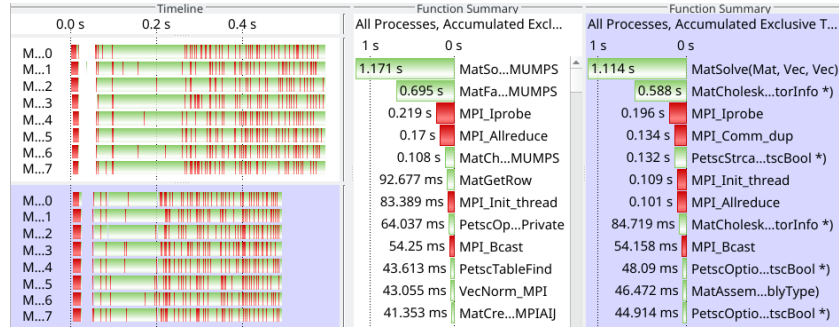 Timeline
0.0 s 0.2 s 0.4 s
M...0
M...1
M...2
M...3
M...4
M...5
M...6
M...7
M...0
M...1
M...2
M...3
M...4
M...5
M...6
M...7
Function Summary
All Processes, Accumulated Excl...
1 s 0 s
1.171 s MatSo...MUMPS
0.695 s MatFa...MUMPS
0.219 s MPI_Iprobe
0.17 s MPI_Allreduce
0.108 s MatCh...MUMPS
92.677 ms MatGetRow
83.389 ms MPI_Init_thread
64.037 ms PetscOp...Private
54.25 ms MPI_Bcast
43.613 ms PetscTableFind
43.055 ms VecNorm_MPI
41.353 ms MatCre...MPIAIJ
Function Summary
All Processes, Accumulated Exclusive T...
1 s 0 s
1.114 s MatSolve(Mat, Vec, Vec)
0.588 s MatCholesk...torInfo *)
0.196 s MPI_Iprobe
0.134 s MPI_Comm_dup
0.132 s PetscStrca...tscBool *)
0.109 s MPI_Init_thread
0.101 s MPI_Allreduce
84.719 ms MatCholesk...torInfo *)
54.158 ms MPI_Bcast
48.09 ms PetscOptio...tscBool *)
46.472 ms MatAssem...blyType)
44.914 ms PetscOptio...tscBool *)